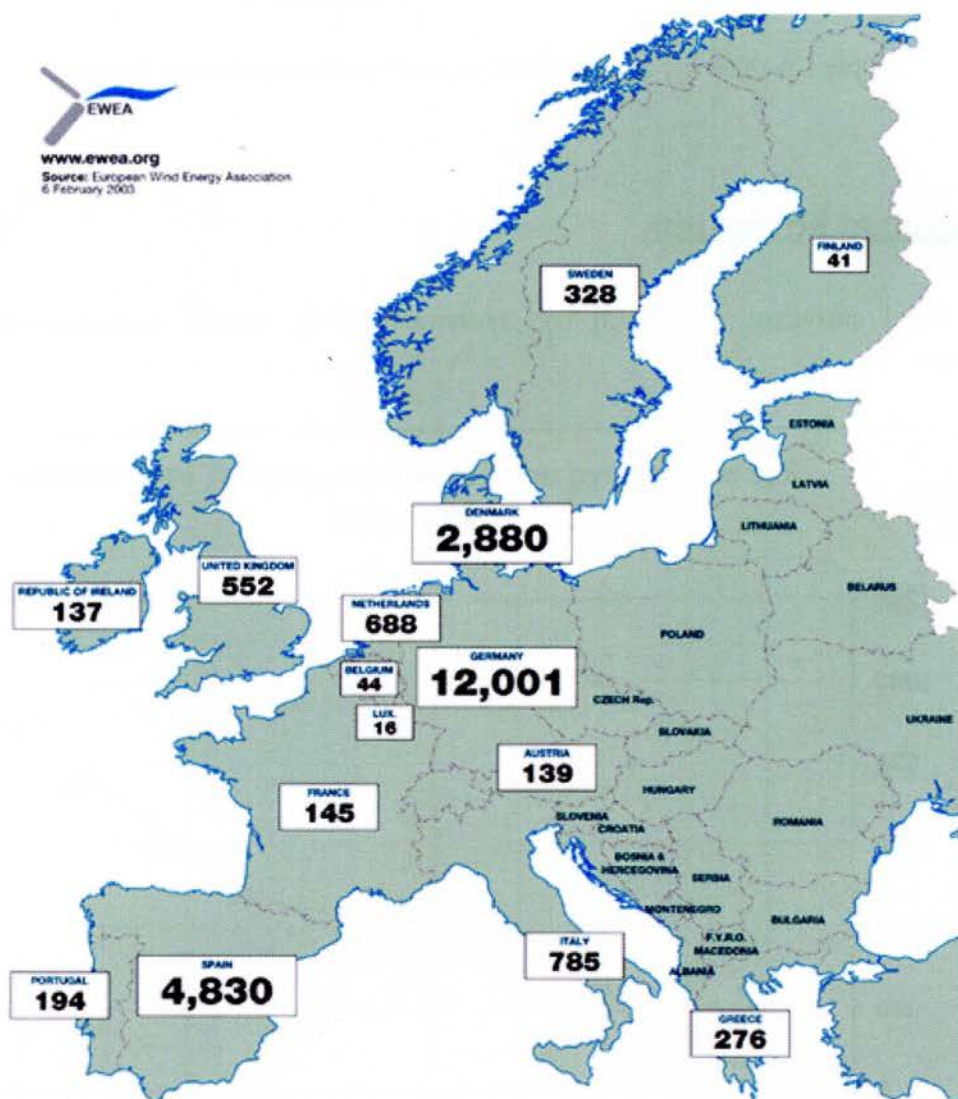 EWEA
www.ewea.org
Source: European Wind Energy Association
6 February 2003
FINLAND
41
SWEDEN
328
ESTONIA
LATVIA
LITHUANIA
DENMARK
2,880
UNITED KINGDOM
552
REPUBLIC OF IRELAND
137
BELARUS
NETHERLANDS
688
POLAND
GERMANY
12,001
BELGIUM
44
CZECH Rep.
LUX.
16
UKRAINE
SLOVAKIA
AUSTRIA
139
HUNGARY
FRANCE
145
SLOVENIA
ROMANIA
CROATIA
BOSNIA &
HERCEGOVINA
SERBIA
MONTENEGRO
BULGARIA
F.Y.R.O.
MACEDONIA
ITALY
785
ALBANIA
SPAIN
4,830
PORTUGAL
194
GREECE
276